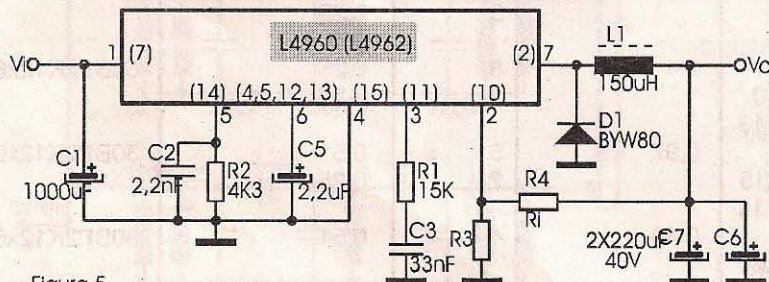 L4960 (L4962)
Vi
1
(7)
(2)
7
L1
150uH
Vo
(14)
(4,5,12,13)
(15)
(11)
(10)
5
6
4
3
2
D1
BYW80
C1
1000uF
C2
2,2nF
R2
4K3
C5
2,2uF
R1
15K
C3
33nF
R3
R4
Ri
2X220uF
40V
C7
C6
Figura 5